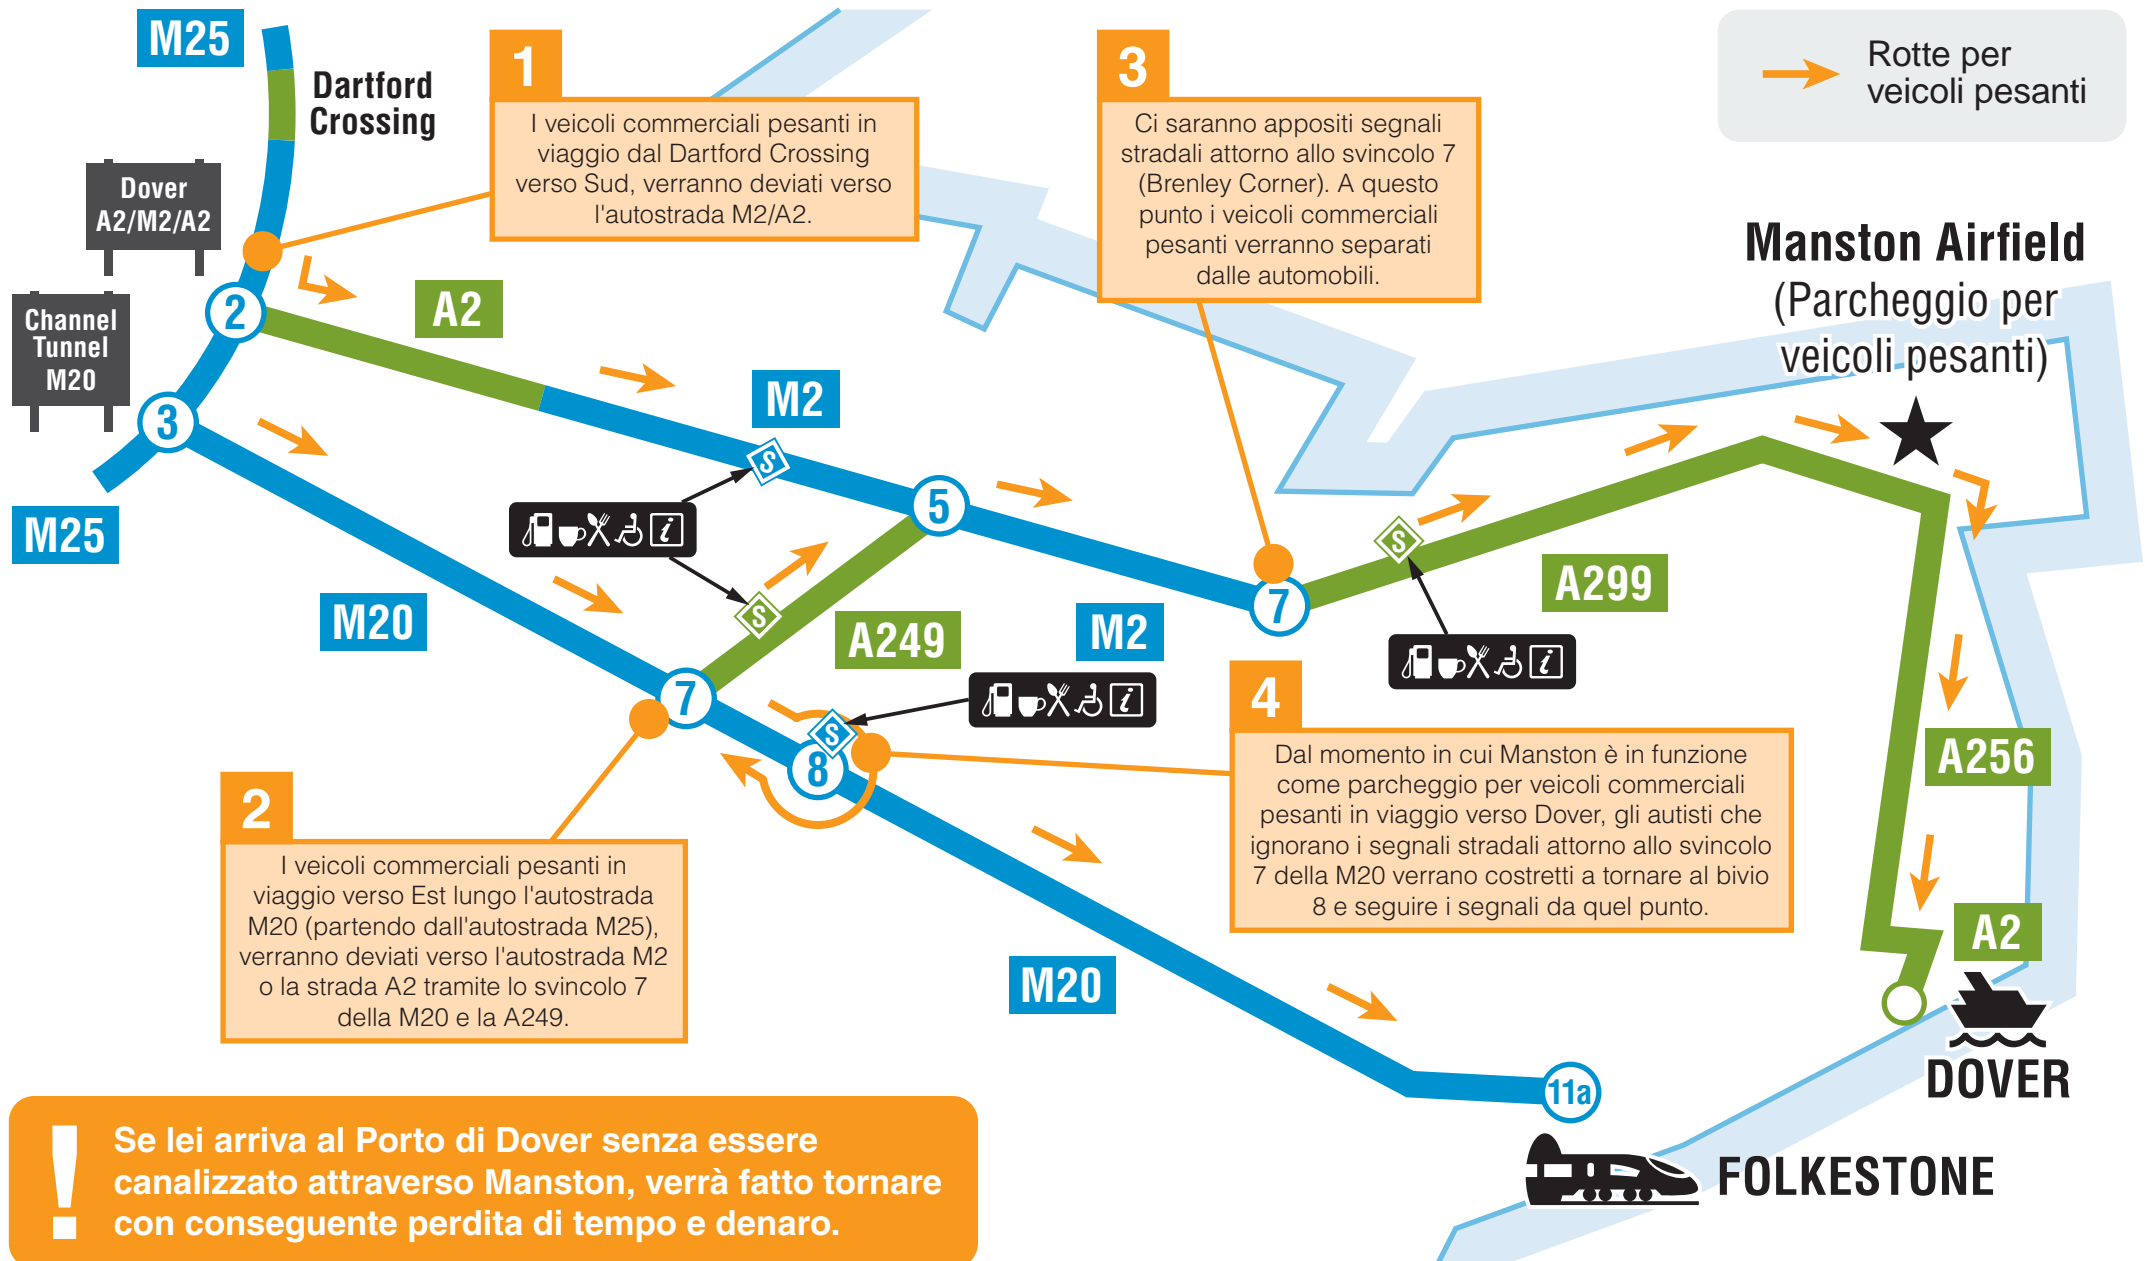 M25
Dartford
Crossing
Dover
A2/M2/A2
Channel
Tunnel
M20
1
I veicoli commerciali pesanti in
viaggio dal Dartford Crossing
verso Sud, verranno deviati verso
l'autostrada M2/A2.
3
Ci saranno appositi segnali
stradali attorno allo svincolo 7
(Brenley Corner). A questo
punto i veicoli commerciali
pesanti verranno separati
dalle automobili.
Rotte per
veicoli pesanti
Manston Airfield
(Parcheggio per
veicoli pesanti)
2
A2
3
M2
S
5
M25
i
S
M20
A249
M2
7
S
A299
i
7
S
8
i
4
Dal momento in cui Manston è in funzione
come parcheggio per veicoli commerciali
pesanti in viaggio verso Dover, gli autisti che
ignorano i segnali stradali attorno allo svincolo
7 della M20 verrano costretti a tornare al bivio
8 e seguire i segnali da quel punto.
A256
2
I veicoli commerciali pesanti in
viaggio verso Est lungo l'autostrada
M20 (partendo dall'autostrada M25),
verranno deviati verso l'autostrada M2
o la strada A2 tramite lo svincolo 7
della M20 e la A249.
M20
A2
DOVER
11a
FOLKESTONE
!
Se lei arriva al Porto di Dover senza essere
canalizzato attraverso Manston, verrà fatto tornare
con conseguente perdita di tempo e denaro.